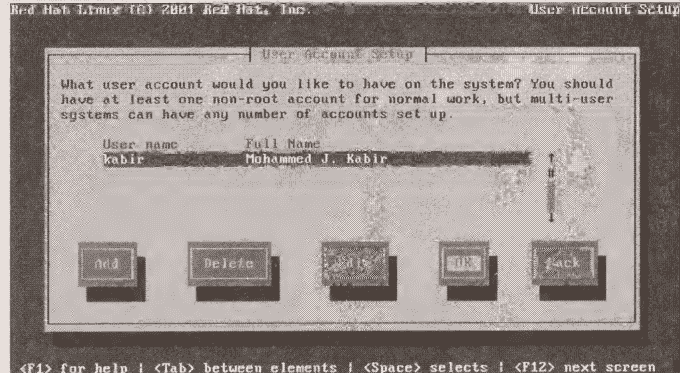 Red Hat Linux (C) 2001 Red Hat, Inc. User Account Setup
User Account Setup
What user account would you like to have on the system? You should
have at least one non-root account for normal work, but multi-user
systems can have any number of accounts set up.
User name Full Name
kabir Mohammed J. Kabir
Add Delete Edit OK Back
<F1> for help | <Tab> between elements | <Space> selects | <F12> next screen